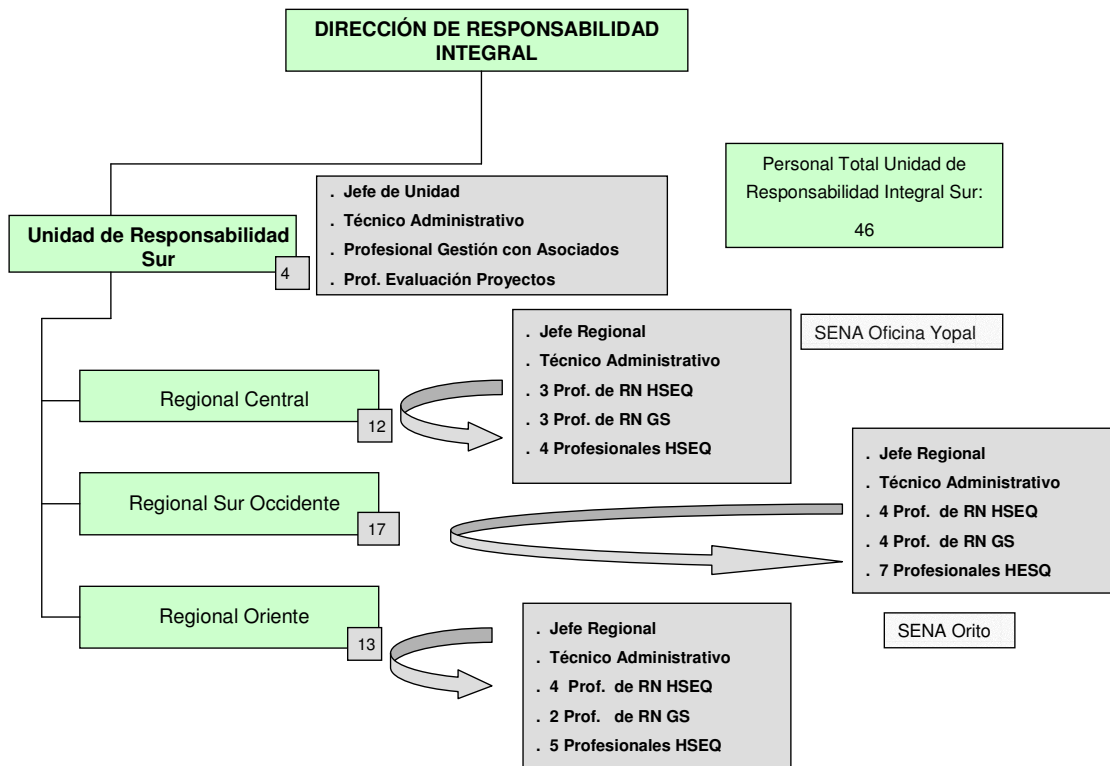 DIRECCIÓN DE RESPONSABILIDAD
INTEGRAL
Personal Total Unidad de
Responsabilidad Integral Sur:
46
. Jefe de Unidad
. Técnico Administrativo
. Profesional Gestión con Asociados
. Prof. Evaluación Proyectos
Unidad de Responsabilidad
Sur
4
. Jefe Regional
. Técnico Administrativo
. 3 Prof. de RN HSEQ
. 3 Prof. de RN GS
. 4 Profesionales HSEQ
SENA Oficina Yopal
Regional Central
12
. Jefe Regional
. Técnico Administrativo
. 4 Prof. de RN HSEQ
. 4 Prof. de RN GS
. 7 Profesionales HESQ
Regional Sur Occidente
17
SENA Orito
Regional Oriente
13
. Jefe Regional
. Técnico Administrativo
. 4 Prof. de RN HSEQ
. 2 Prof. de RN GS
. 5 Profesionales HSEQ